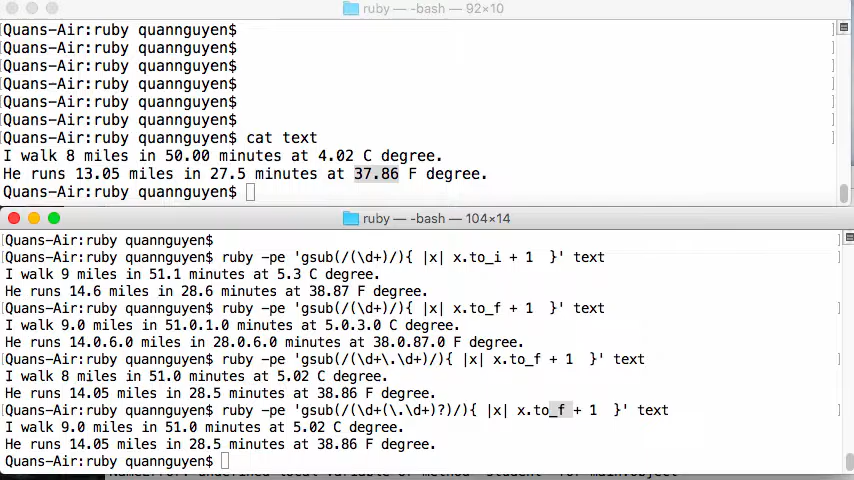 ruby — -bash — 92×10
Quans-Air:ruby quannguyen$
Quans-Air:ruby quannguyen$
Quans-Air:ruby quannguyen$
Quans-Air:ruby quannguyen$
Quans-Air:ruby quannguyen$
Quans-Air:ruby quannguyen$
Quans-Air:ruby quannguyen$ cat text
I walk 8 miles in 50.00 minutes at 4.02 C degree.
He runs 13.05 miles in 27.5 minutes at 37.86 F degree.
Quans-Air:ruby quannguyen$
ruby — -bash — 104×14
Quans-Air:ruby quannguyen$
Quans-Air:ruby quannguyen$ ruby -pe 'gsub(/(\d+)/){ |x| x.to_i + 1  }' text
I walk 9 miles in 51.1 minutes at 5.3 C degree.
He runs 14.6 miles in 28.6 minutes at 38.87 F degree.
Quans-Air:ruby quannguyen$ ruby -pe 'gsub(/(\d+)/){ |x| x.to_f + 1  }' text
I walk 9.0 miles in 51.0.1.0 minutes at 5.0.3.0 C degree.
He runs 14.0.6.0 miles in 28.0.6.0 minutes at 38.0.87.0 F degree.
Quans-Air:ruby quannguyen$ ruby -pe 'gsub(/(\d+\.\d+)/){ |x| x.to_f + 1  }' text
I walk 8 miles in 51.0 minutes at 5.02 C degree.
He runs 14.05 miles in 28.5 minutes at 38.86 F degree.
Quans-Air:ruby quannguyen$ ruby -pe 'gsub(/(\d+(\.\d+)?)/){ |x| x.to_f + 1  }' text
I walk 9.0 miles in 51.0 minutes at 5.02 C degree.
He runs 14.05 miles in 28.5 minutes at 38.86 F degree.
Quans-Air:ruby quannguyen$